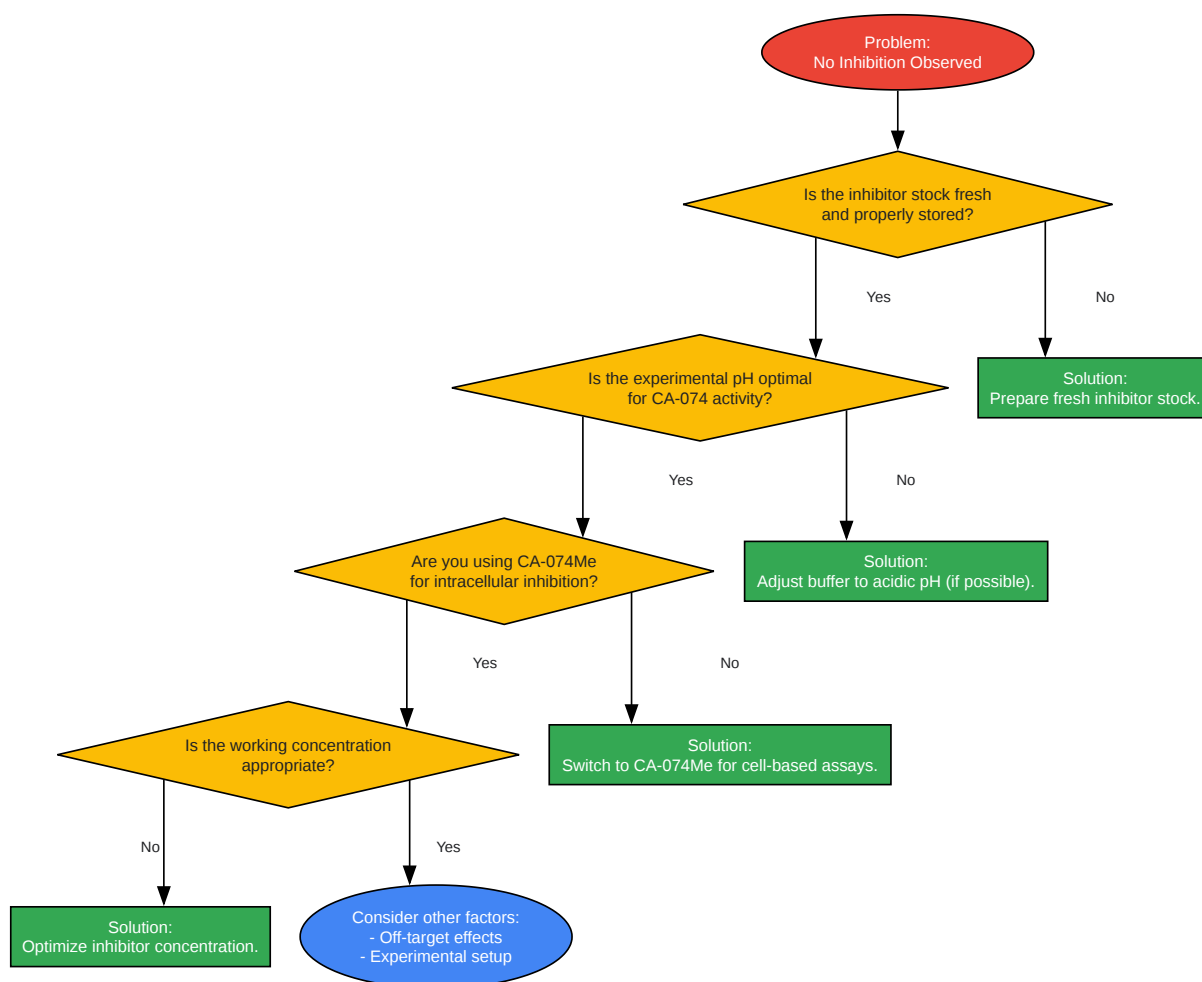 Problem:
No Inhibition Observed
Is the inhibitor stock fresh
and properly stored?
Yes
No
Is the experimental pH optimal
for CA-074 activity?
Solution:
Prepare fresh inhibitor stock.
Yes
No
Are you using CA-074Me
for intracellular inhibition?
Solution:
Adjust buffer to acidic pH (if possible).
Yes
No
Is the working concentration
appropriate?
Solution:
Switch to CA-074Me for cell-based assays.
No
Yes
Solution:
Optimize inhibitor concentration.
Consider other factors:
- Off-target effects
- Experimental setup